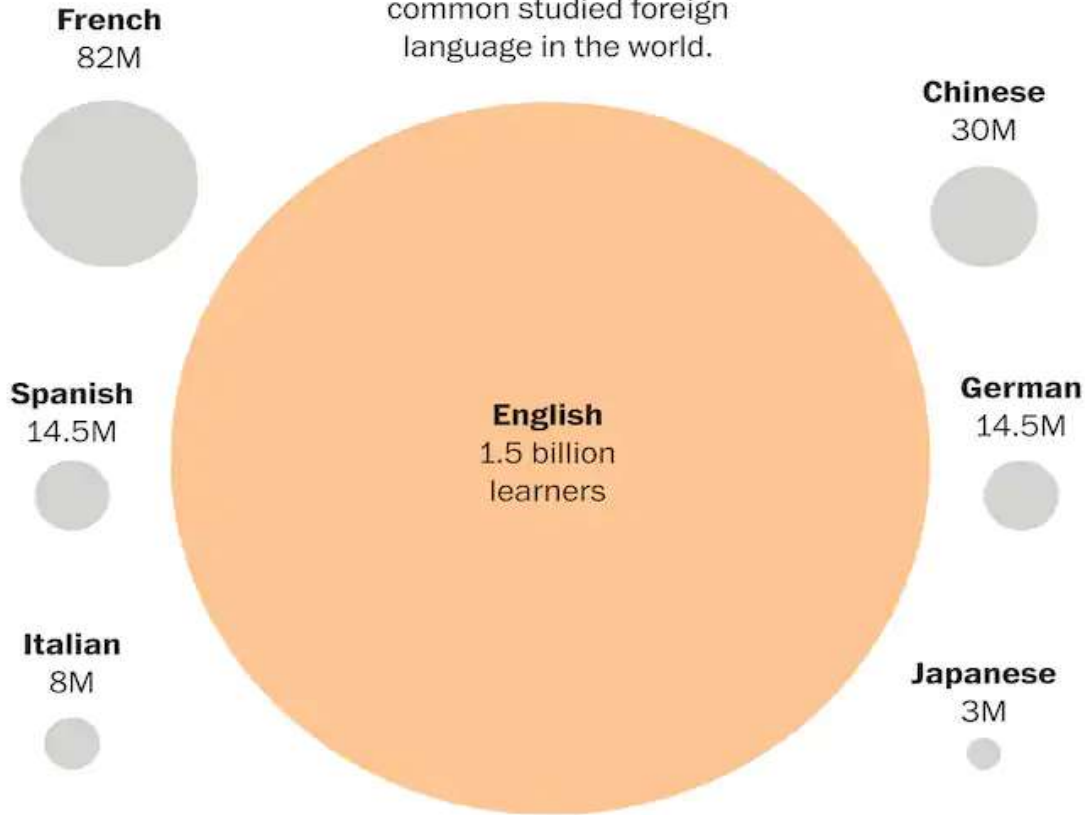 common studied foreign
language in the world.
French
82M
Chinese
30M
Spanish
14.5M
English
1.5 billion
learners
German
14.5M
Italian
8M
Japanese
3M